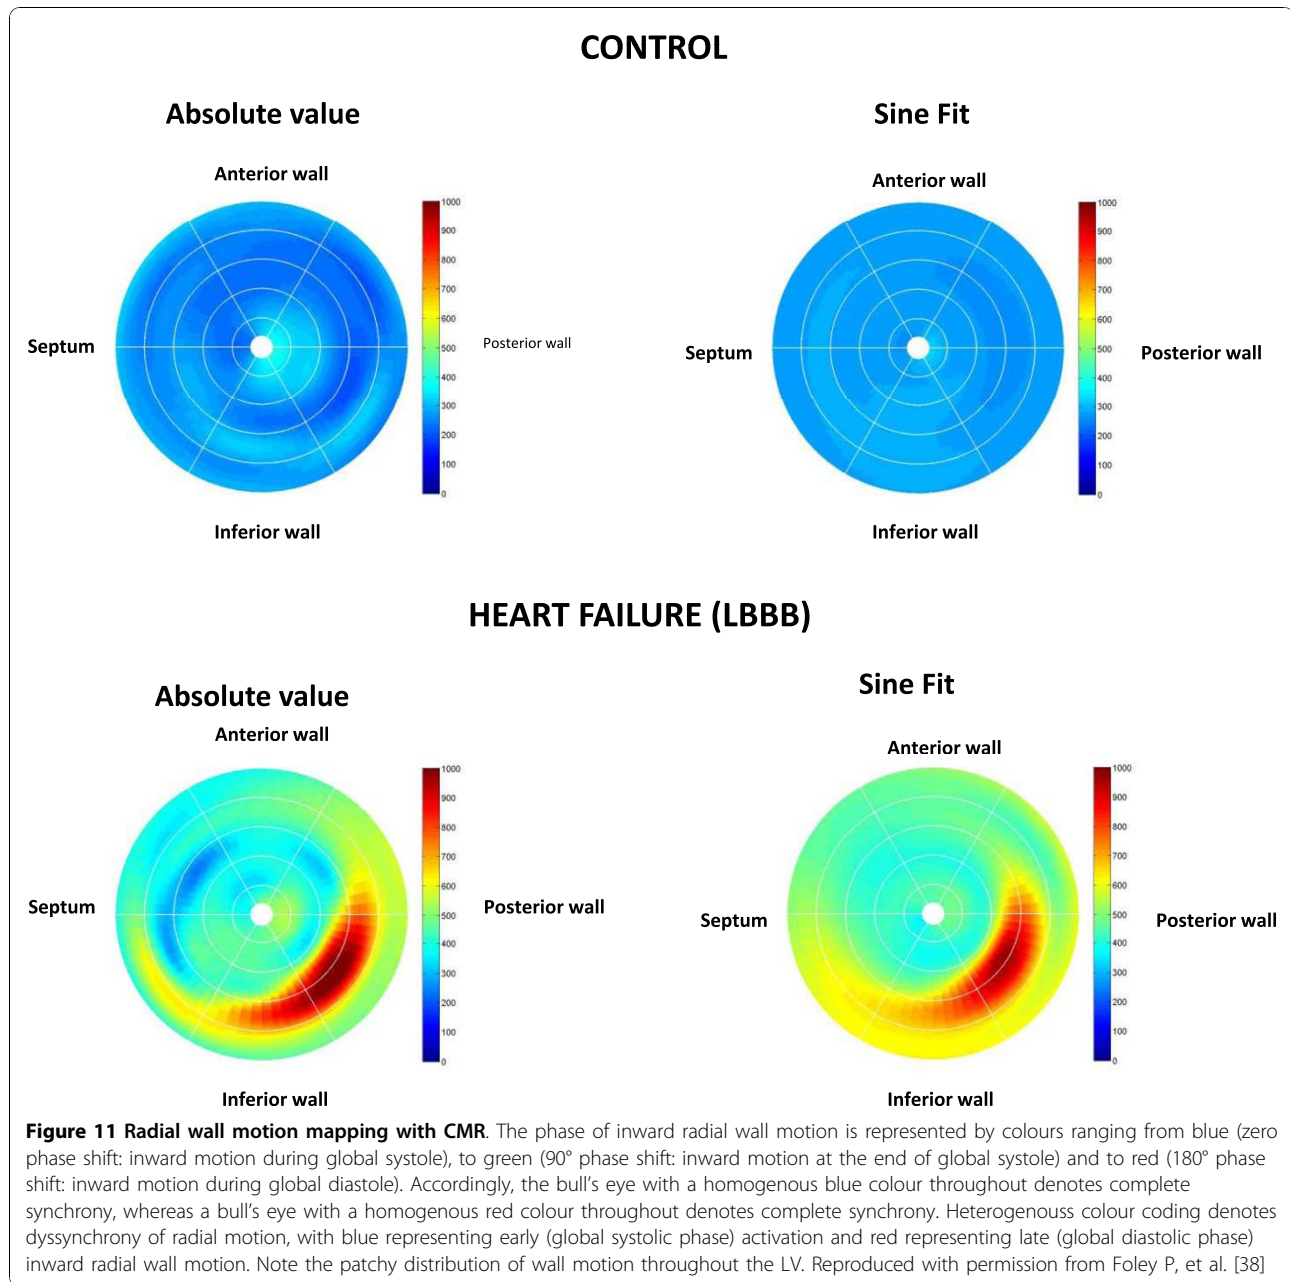 CONTROL
Absolute value
Sine Fit
Anterior wall
Anterior wall
1000
900
800
700
600
500
400
300
200
100
0
1000
900
800
700
600
500
400
300
200
100
0
Septum
Posterior wall
Septum
Posterior wall
Inferior wall
Inferior wall
HEART FAILURE (LBBB)
Absolute value
Sine Fit
Anterior wall
Anterior wall
1000
900
800
700
600
500
400
300
200
100
0
1000
900
800
700
600
500
400
300
200
100
0
Septum
Posterior wall
Septum
Posterior wall
Inferior wall
Inferior wall
Figure 11 Radial wall motion mapping with CMR. The phase of inward radial wall motion is represented by colours ranging from blue (zero
phase shift: inward motion during global systole), to green (90° phase shift: inward motion at the end of global systole) and to red (180° phase
shift: inward motion during global diastole). Accordingly, the bull's eye with a homogenous blue colour throughout denotes complete
synchrony, whereas a bull's eye with a homogenous red colour throughout denotes complete synchrony. Heterogenouss colour coding denotes
dyssynchrony of radial motion, with blue representing early (global systolic phase) activation and red representing late (global diastolic phase)
inward radial wall motion. Note the patchy distribution of wall motion throughout the LV. Reproduced with permission from Foley P, et al. [38]